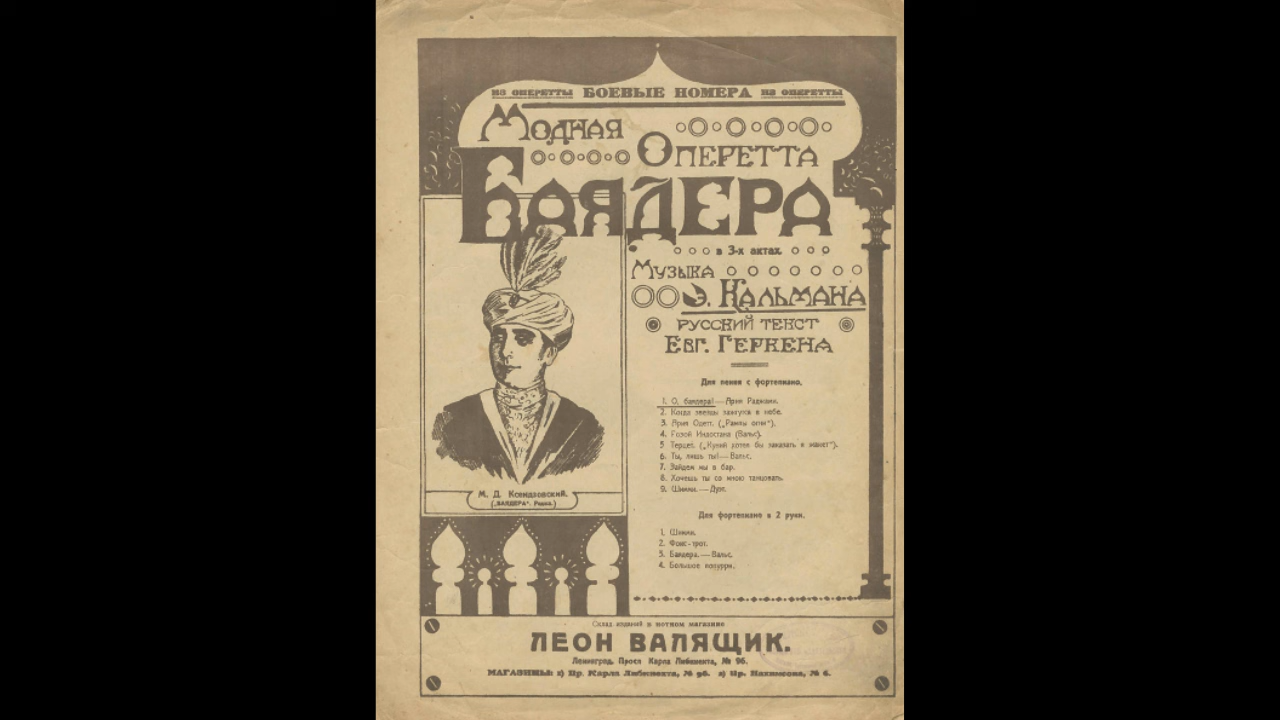 ИЗ ОПЕРЕТТЫ БОЕВЫЕ НОМЕРА ИЗ ОПЕРЕТТЫ
МОДНАЯ
ОПЕРЕТТА
БАЯДЕРА
в 3-х актах.
МУЗЫКА
Э. КАЛЬМАНА
РУССКИЙ ТЕКСТ
ЕВГ. ГЕРКЕНА
Для пения с фортепиано.
1. О, баядера!—Ария Раджами.
2. Когда звезды зажгутся в небе.
3. Ария Одетт. („Рампы огни“).
4. Розой Индостана (Вальс).
5 Терцет. („Купий хотел бы заказать я жакет“).
6. Ты, лишь ты!—Вальс.
7. Зайдем мы в бар.
8. Хочешь ты со мною танцовать.
9. Шимми.—Дуэт.
Для фортепиано в 2 руки.
1. Шимми.
2. Фокс-трот.
3. Баядера.—Вальс.
4. Большое попурри.
М. Д. Ксендзовский.
(„БАЯДЕРА“. Раджа.)
Склад изданий в нотном магазине
ЛЕОН ВАЛЯЩИК.
Ленинград. Просп. Карла Либкнехта, № 96.
МАГАЗИНЫ: 1) Пр. Карла Либкнехта, № 96. 2) Пр. Нахимсона, № 6.